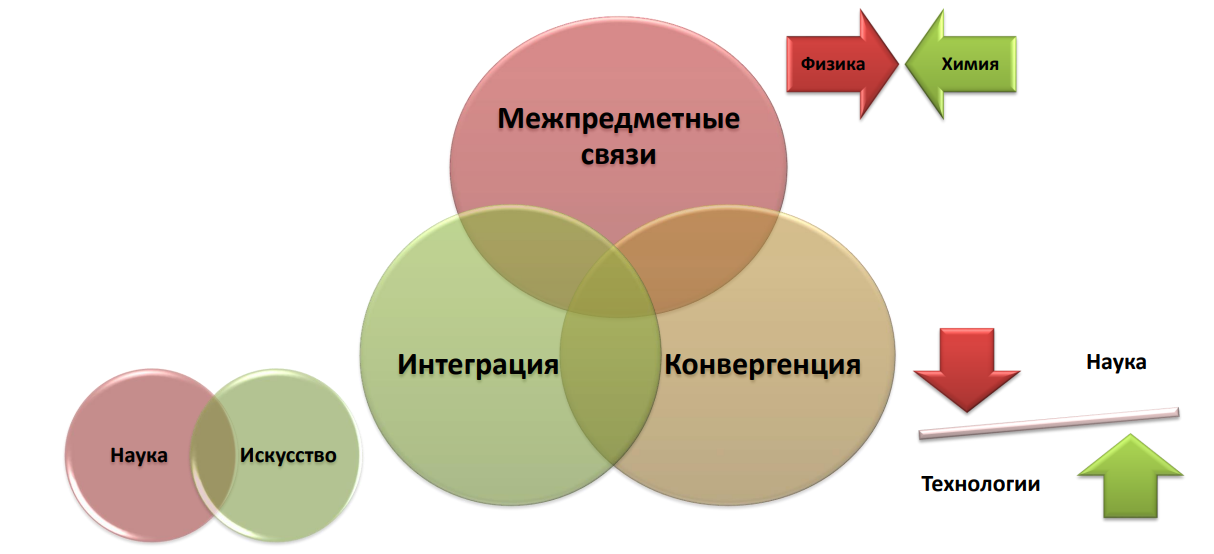 Физика
Химия
Межпредметные
связи
Интеграция
Конвергенция
Наука
Технологии
Наука
Искусство